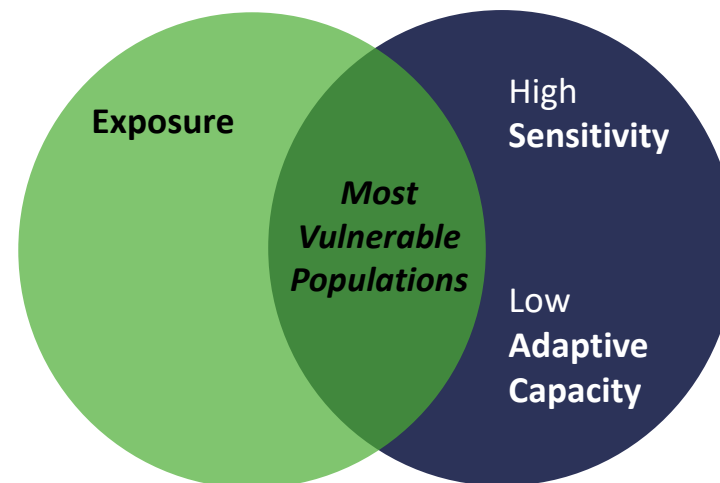 Exposure
Most
Vulnerable
Populations
High
Sensitivity
Low
Adaptive
Capacity